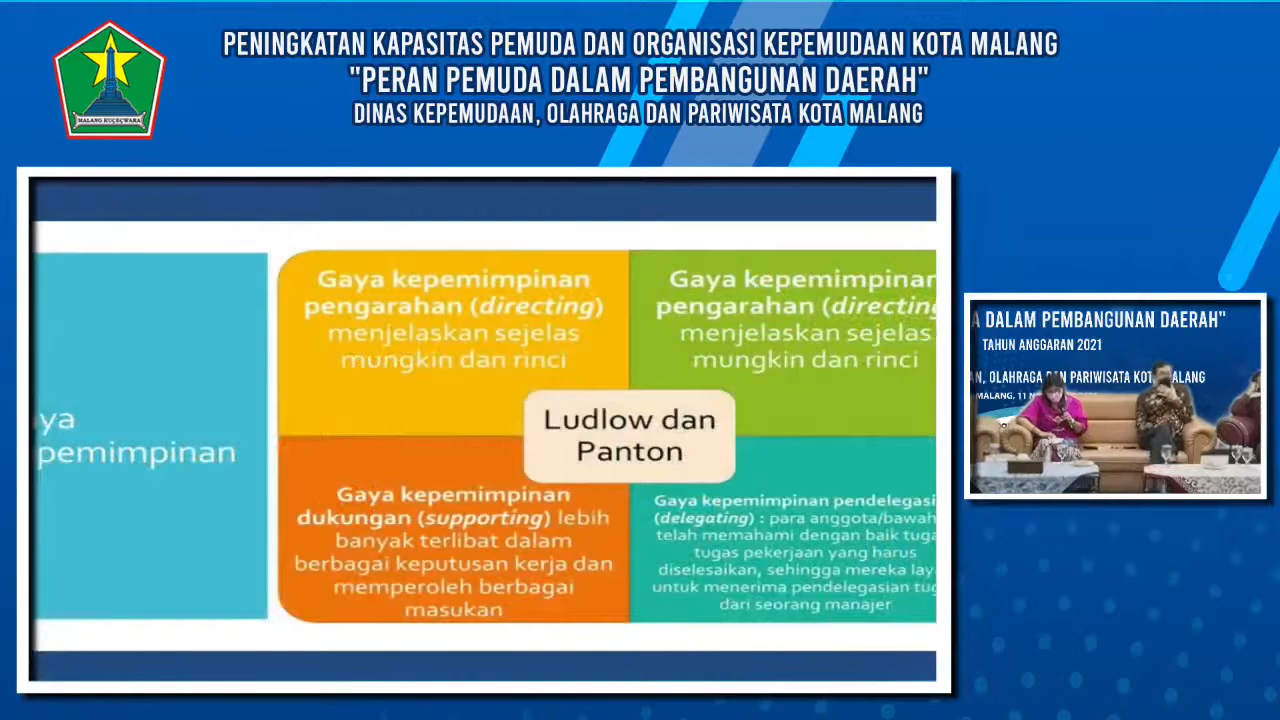 PENINGKATAN KAPASITAS PEMUDA DAN ORGANISASI KEPEMUDAAN KOTA MALANG
"PERAN PEMUDA DALAM PEMBANGUNAN DAERAH"
DINAS KEPEMUDAAN, OLAHRAGA DAN PARIWISATA KOTA MALANG
MALANG KUÇEÇWARA
ya
pemimpinan
Gaya kepemimpinan
pengarahan (directing)
menjelaskan sejelas
mungkin dan rinci
Gaya kepemimpinan
pengarahan (directing
menjelaskan sejelas
mungkin dan rinci
Ludlow dan
Panton
Gaya kepemimpinan
dukungan (supporting) lebih
banyak terlibat dalam
berbagai keputusan kerja dan
memperoleh berbagai
masukan
Gaya kepemimpinan pendelegasi
(delegating) : para anggota/bawah
telah memahami dengan baik tuga
tugas pekerjaan yang harus
diselesaikan, sehingga mereka lay
untuk menerima pendelegasian tug
dari seorang manajer
A DALAM PEMBANGUNAN DAERAH"
TAHUN ANGGARAN 2021
AN, OLAHRAGA DAN PARIWISATA KOTA MALANG
MALANG, 11